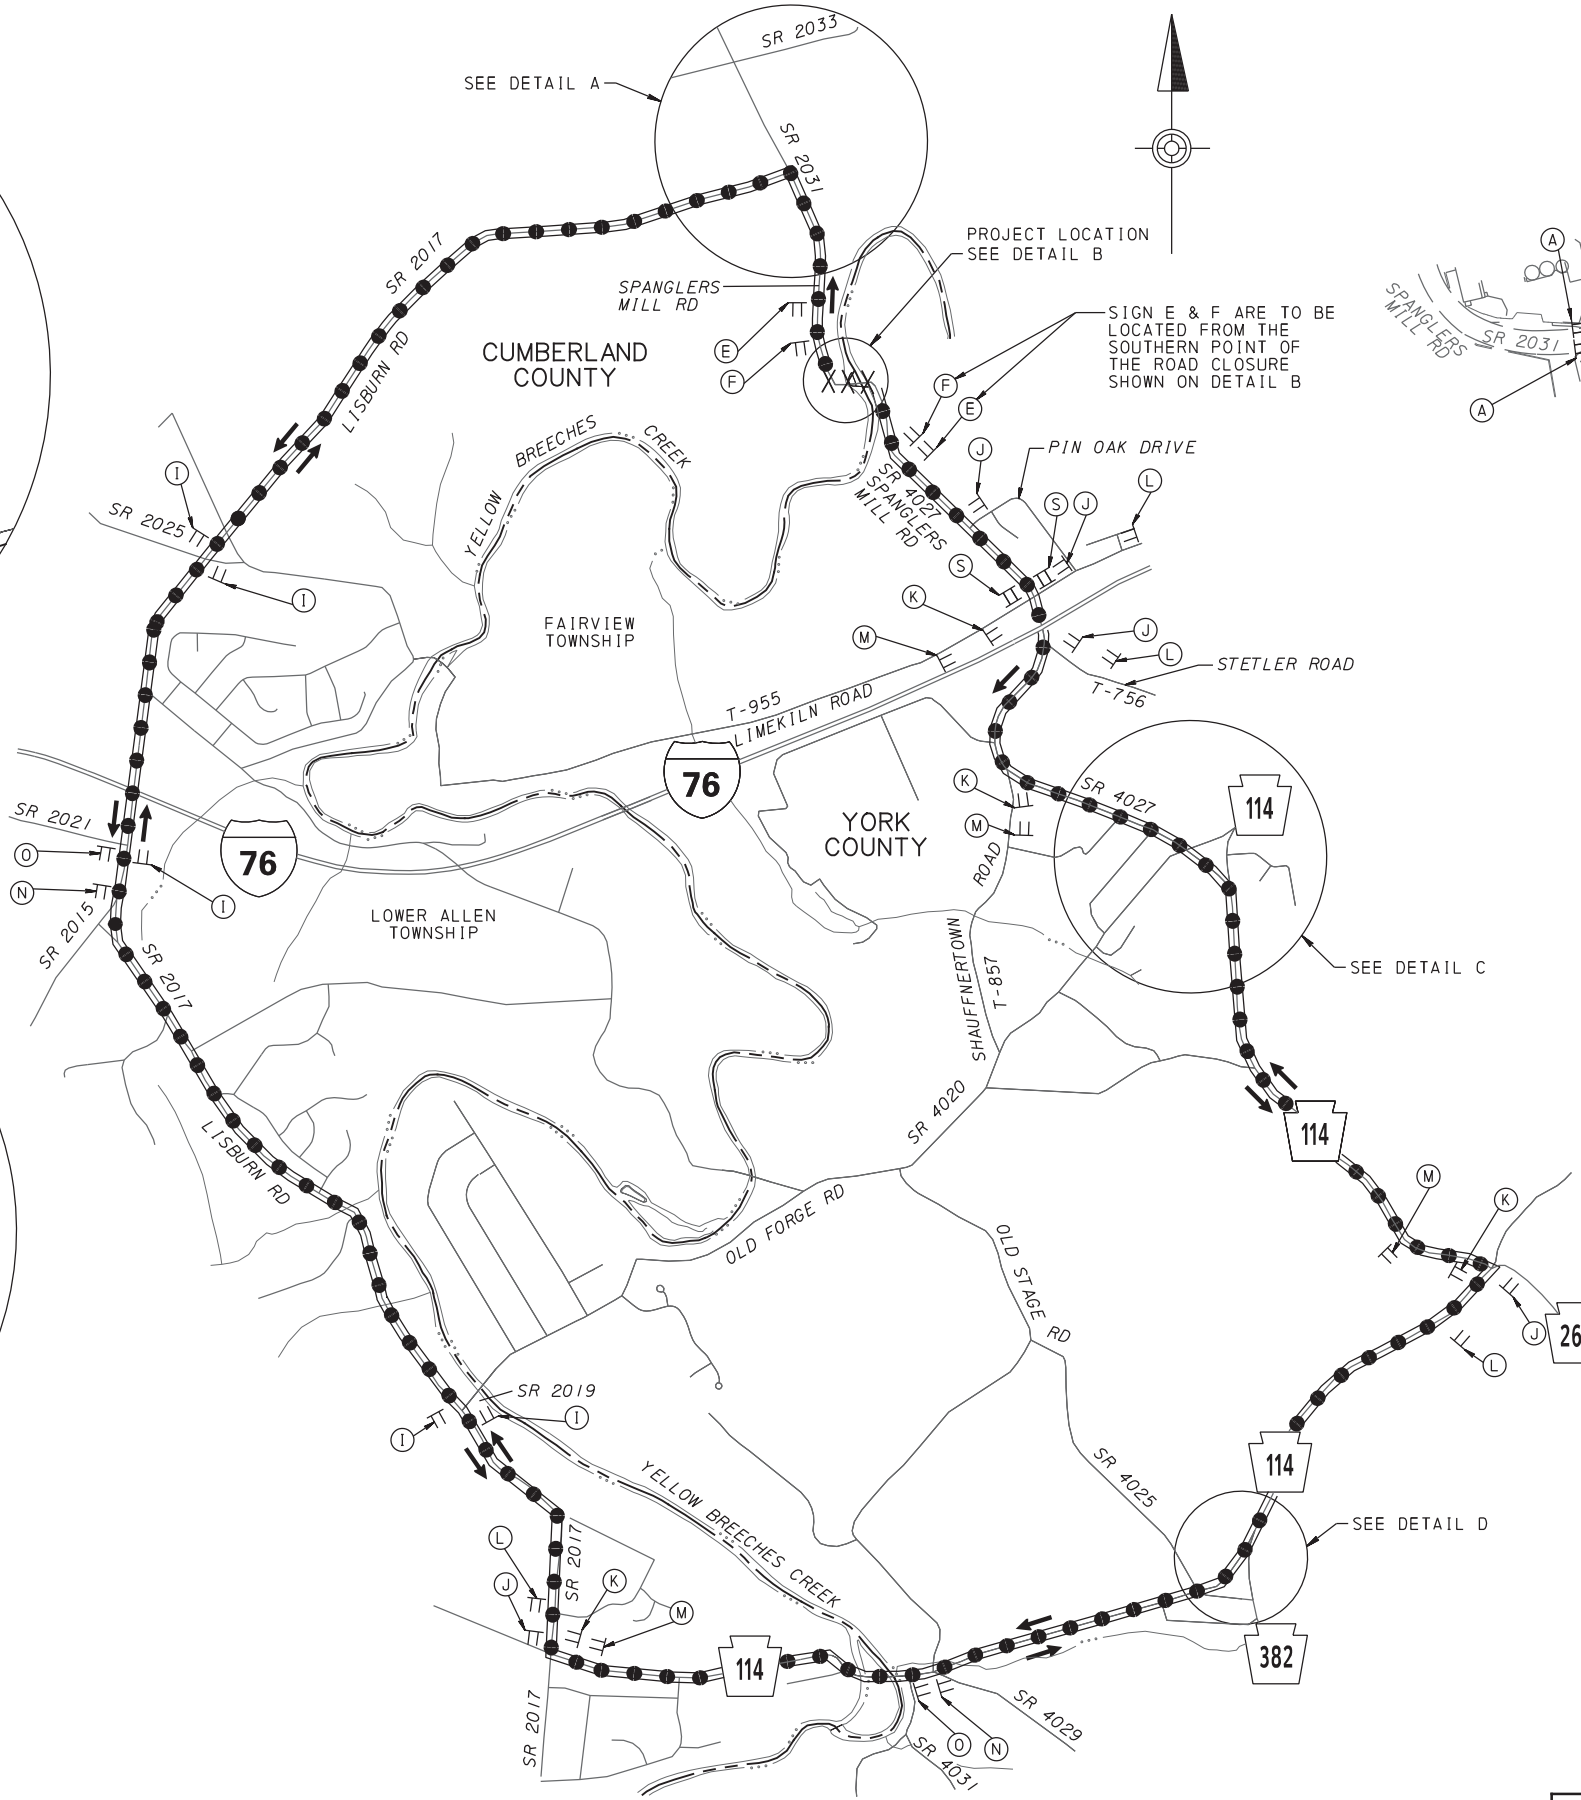 SR 2033
SEE DETAIL A
SR 2031
PROJECT LOCATION
SEE DETAIL B
A
SR 2017
SPANGLERS
MILL RD
E
F
SIGN E & F ARE TO BE
LOCATED FROM THE
SOUTHERN POINT OF
THE ROAD CLOSURE
SHOWN ON DETAIL B
SPANGLERS
MILL RD
SR 2031
A
LISBURN RD
CUMBERLAND
COUNTY
XXX
F
E
YELLOW BREECHES CREEK
J
PIN OAK DRIVE
I
SR 2025
I
SR 4027
SPANGLERS
MILL RD
S
J
L
S
K
M
FAIRVIEW
TOWNSHIP
J
L
STETLER ROAD
T-756
T-955
LIMEKILN ROAD
76
76
SR 4027
114
K
M
YORK
COUNTY
SR 2021
O
N
I
SR 2015
SR 2017
LOWER ALLEN
TOWNSHIP
SHAUFFNERTOWN ROAD
T-857
SEE DETAIL C
SR 4020
114
LISBURN RD
OLD FORGE RD
OLD STAGE RD
M
K
J
26
L
SR 2019
I
I
114
SR 4025
YELLOW BREECHES CREEK
SEE DETAIL D
L
J
SR 2017
K
M
114
382
SR 2017
O
N
SR 4029
SR 4031